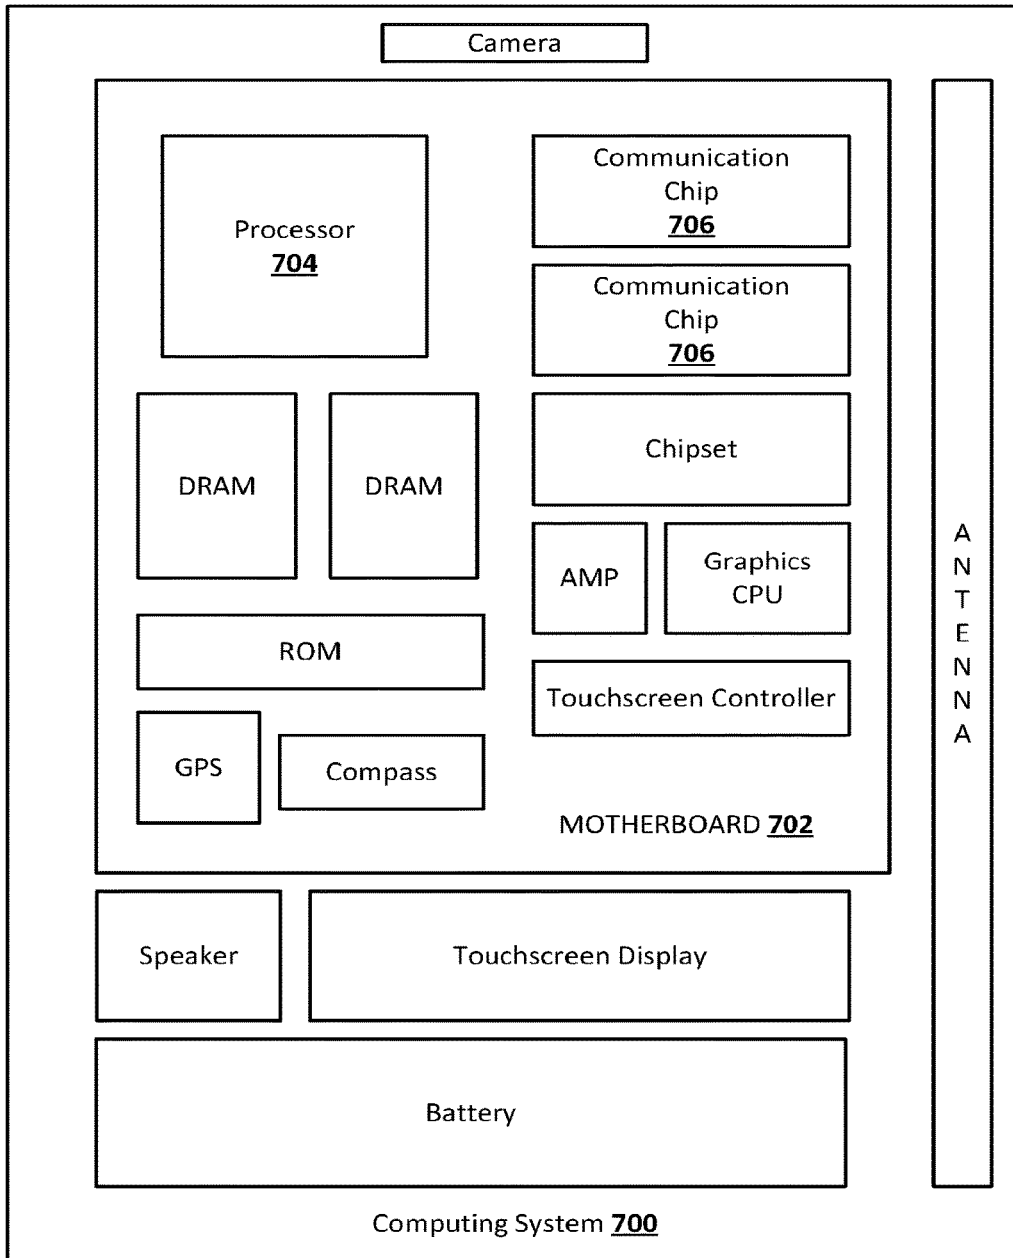 Camera
Processor
704
Communication
Chip
706
Communication
Chip
706
DRAM
DRAM
Chipset
AMP
Graphics
CPU
ROM
Touchscreen Controller
GPS
Compass
MOTHERBOARD 702
A
N
T
E
N
N
A
Speaker
Touchscreen Display
Battery
Computing System 700